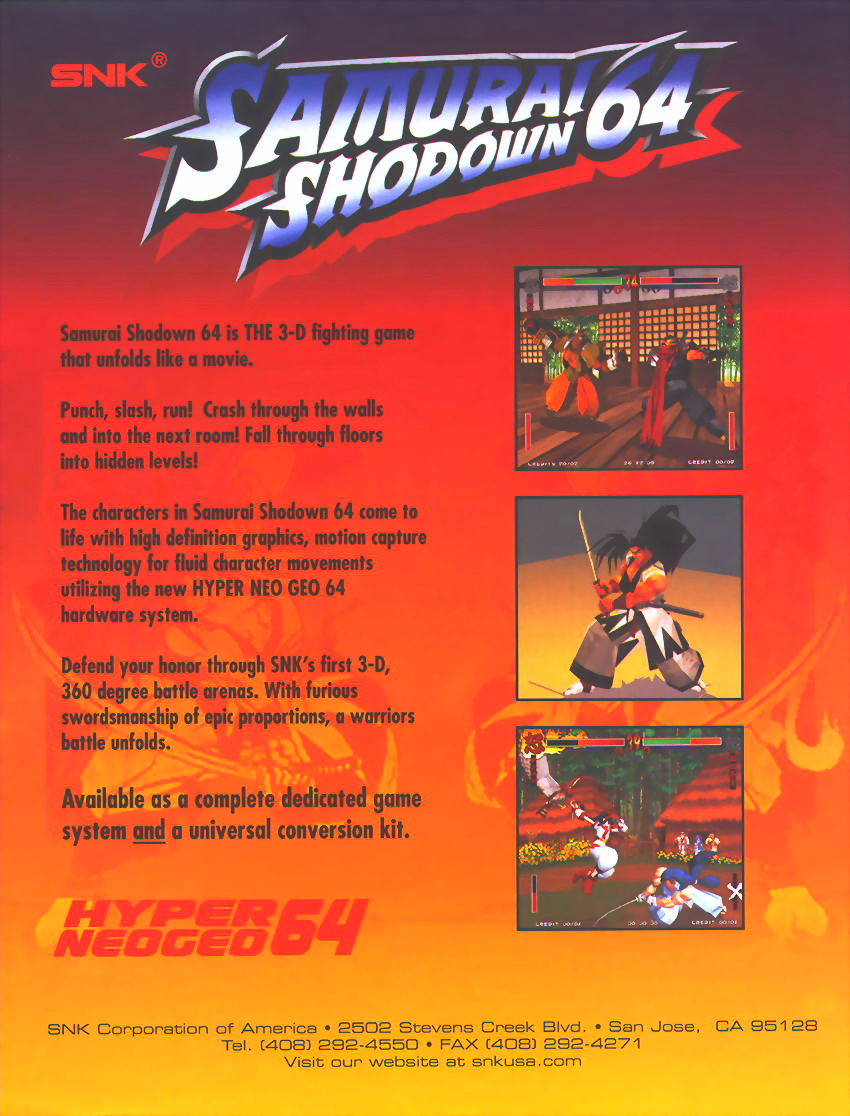 SNK®
SAMURAI
SHODOWN 64
Samurai Shodown 64 is THE 3-D fighting game
that unfolds like a movie.
Punch, slash, run! Crash through the walls
and into the next room! Fall through floors
into hidden levels!
The characters in Samurai Shodown 64 come to
life with high definition graphics, motion capture
technology for fluid character movements
utilizing the new HYPER NEO GEO 64
hardware system.
Defend your honor through SNK's first 3-D,
360 degree battle arenas. With furious
swordsmanship of epic proportions, a warriors
battle unfolds.
Available as a complete dedicated game
system and a universal conversion kit.
34
39
HYPER
NEOGEO 64
SNK Corporation of America • 2502 Stevens Creek Blvd. • San Jose, CA 95128
Tel. (408) 292-4550 • FAX (408) 292-4271
Visit our website at snkusa.com